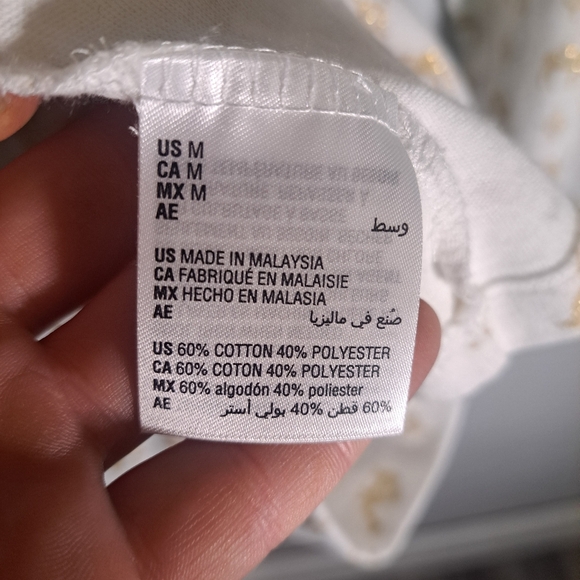 US M
CA M
MX M
AE
وسط
US MADE IN MALAYSIA
CA FABRIQUÉ EN MALAISIE
MX HECHO EN MALASIA
AE صُنع في ماليزيا
US 60% COTTON 40% POLYESTER
CA 60% COTON 40% POLYESTER
MX 60% algodón 40% poliester
AE 60% قطن 40% بولي أستر